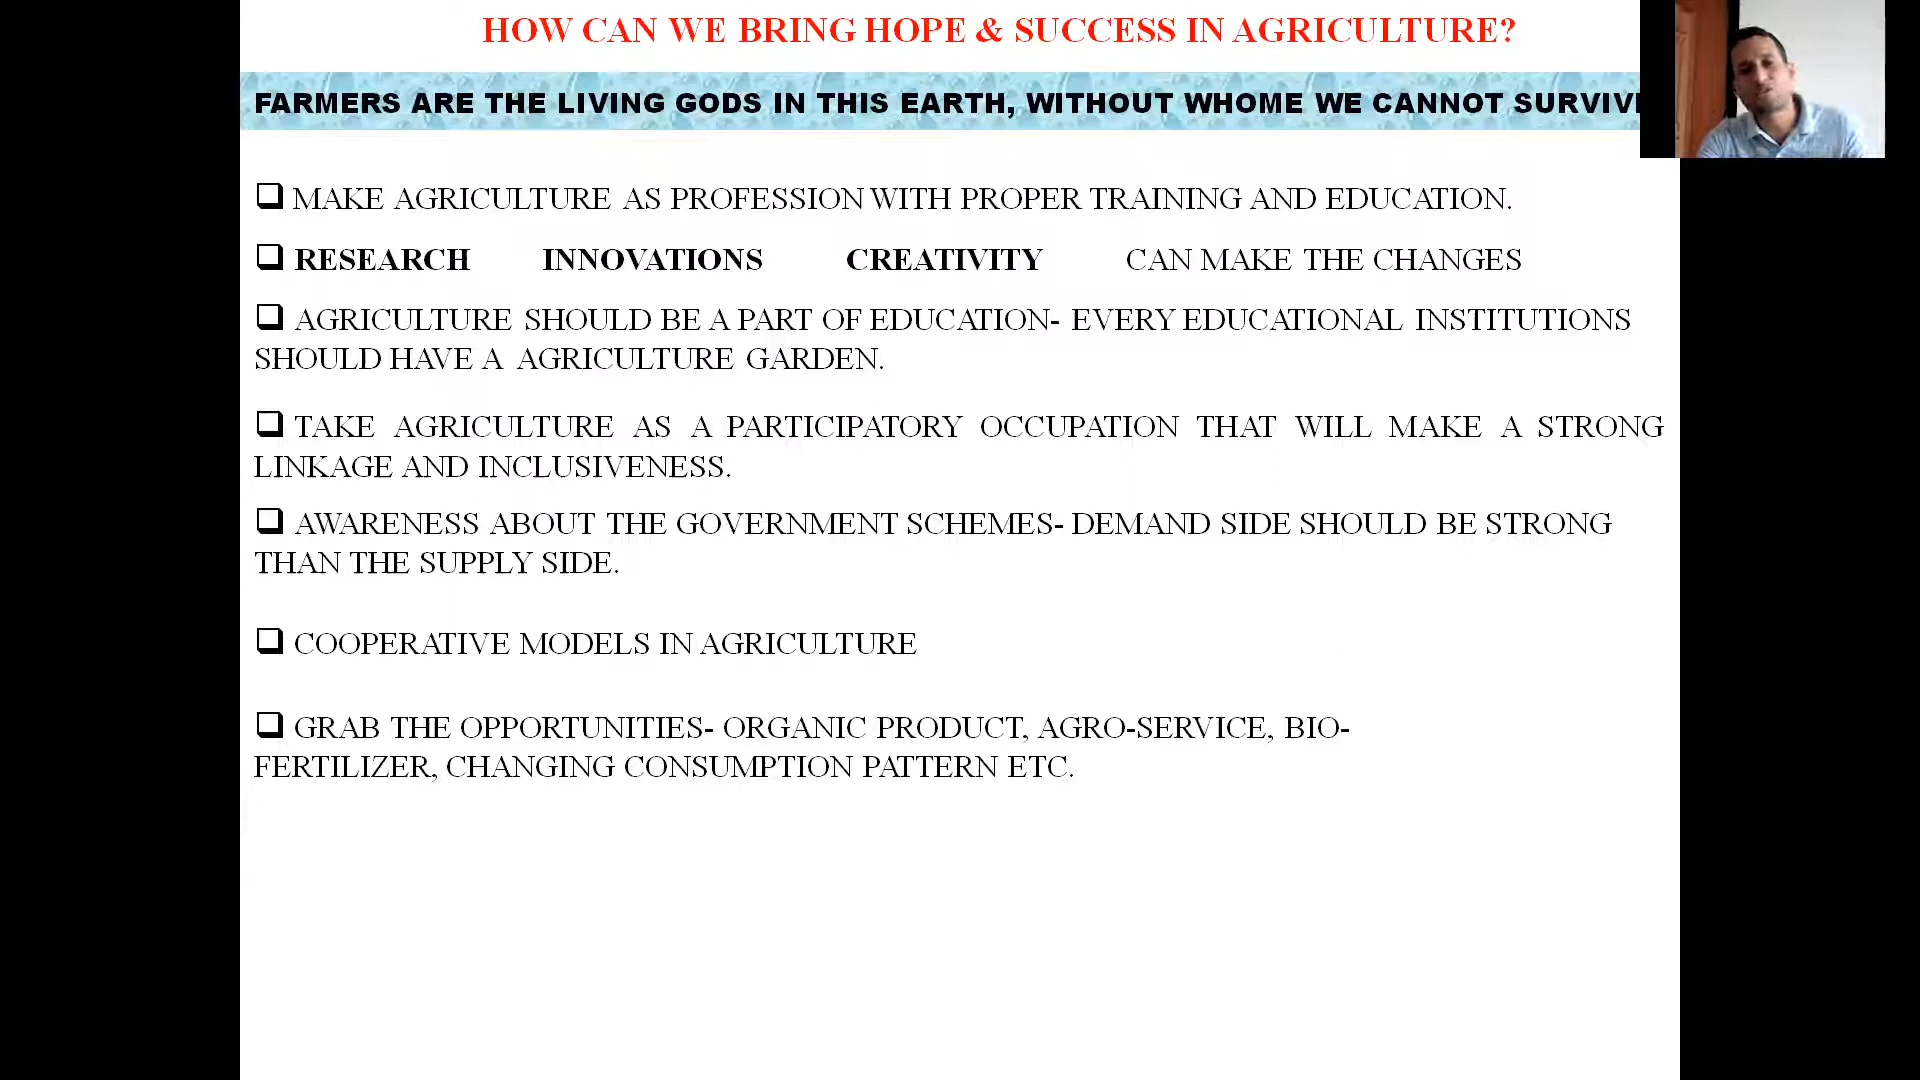 HOW CAN WE BRING HOPE & SUCCESS IN AGRICULTURE?
FARMERS ARE THE LIVING GODS IN THIS EARTH, WITHOUT WHOME WE CANNOT SURVIV
MAKE AGRICULTURE AS PROFESSION WITH PROPER TRAINING AND EDUCATION.
RESEARCH INNOVATIONS CREATIVITY CAN MAKE THE CHANGES
AGRICULTURE SHOULD BE A PART OF EDUCATION- EVERY EDUCATIONAL INSTITUTIONS
SHOULD HAVE A AGRICULTURE GARDEN.
TAKE AGRICULTURE AS A PARTICIPATORY OCCUPATION THAT WILL MAKE A STRONG
LINKAGE AND INCLUSIVENESS.
AWARENESS ABOUT THE GOVERNMENT SCHEMES- DEMAND SIDE SHOULD BE STRONG
THAN THE SUPPLY SIDE.
COOPERATIVE MODELS IN AGRICULTURE
GRAB THE OPPORTUNITIES- ORGANIC PRODUCT, AGRO-SERVICE, BIO-
FERTILIZER, CHANGING CONSUMPTION PATTERN ETC.